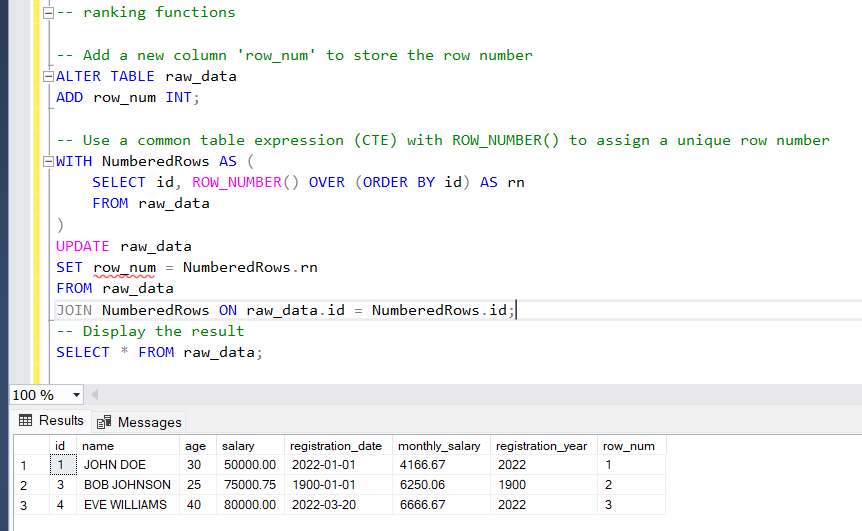 -- ranking functions
-- Add a new column 'row_num' to store the row number
ALTER TABLE raw_data
ADD row_num INT;
-- Use a common table expression (CTE) with ROW_NUMBER() to assign a unique row number
WITH NumberedRows AS (
SELECT id, ROW_NUMBER() OVER (ORDER BY id) AS rn
FROM raw_data
)
UPDATE raw_data
SET row_num = NumberedRows.rn
FROM raw_data
JOIN NumberedRows ON raw_data.id = NumberedRows.id;
-- Display the result
SELECT * FROM raw_data;
100 %
Results Messages
id name age salary registration_date monthly_salary registration_year row_num
1 1 JOHN DOE 30 50000.00 2022-01-01 4166.67 2022 1
2 3 BOB JOHNSON 25 75000.75 1900-01-01 6250.06 1900 2
3 4 EVE WILLIAMS 40 80000.00 2022-03-20 6666.67 2022 3